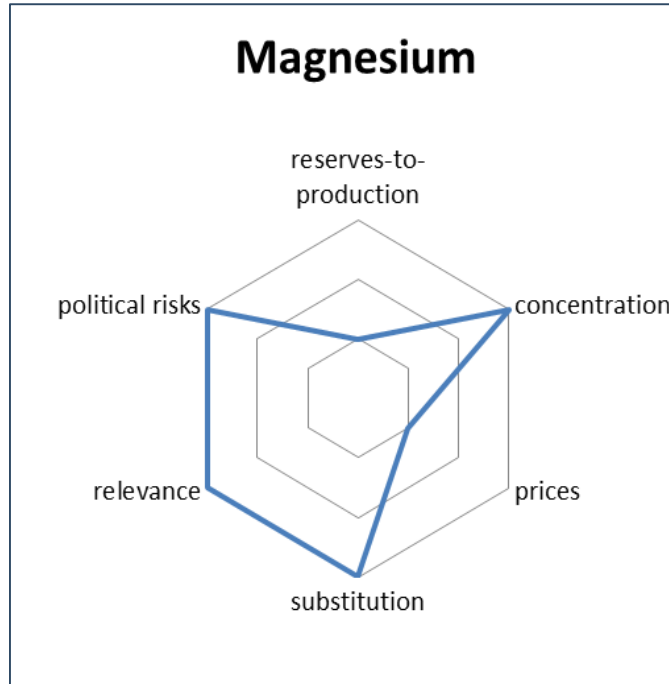 Magnesium
reserves-to-
production
political risks
concentration
relevance
prices
substitution